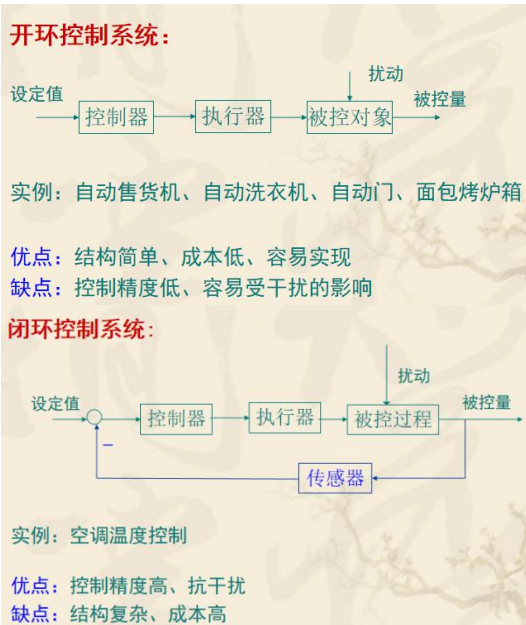 开环控制系统：
扰动
设定值
被控量
控制器
执行器
被控对象
实例：自动售货机、自动洗衣机、自动门、面包烤炉箱
优点：结构简单、成本低、容易实现
缺点：控制精度低、容易受干扰的影响
闭环控制系统:
扰动
设定值
被控量
控制器
执行器
被控过程
−
传感器
实例：空调温度控制
优点：控制精度高、抗干扰
缺点：结构复杂、成本高